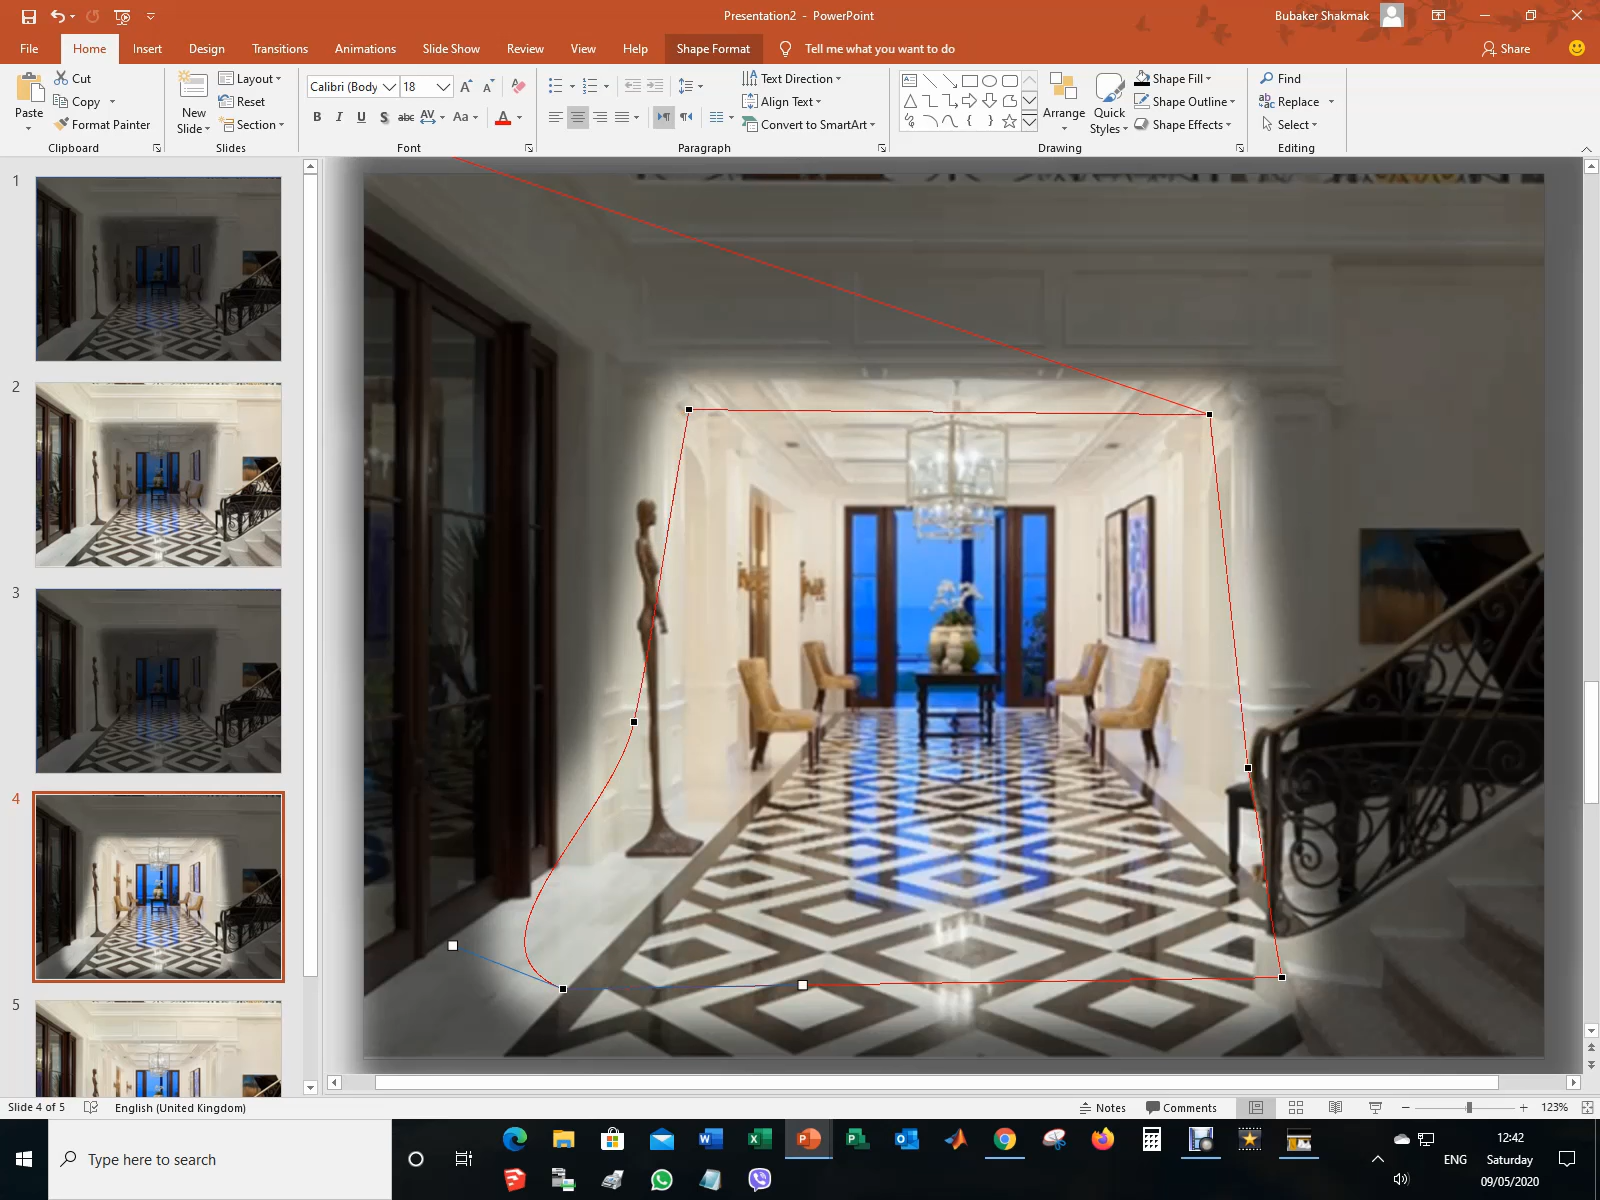 Presentation2 - PowerPoint
Bubaker Shakmak
File Home Insert Design Transitions Animations Slide Show Review View Help Shape Format Tell me what you want to do Share
Paste
Cut
Copy
Format Painter
Clipboard
New
Slide
Layout
Reset
Section
Slides
Calibri (Body 18
B I U S abc AV Aa A
Font
Text Direction
Align Text
Convert to SmartArt
Paragraph
Arrange
Quick
Styles
Shape Fill
Shape Outline
Shape Effects
Drawing
Find
Replace
Select
Editing
1
2
3
4
5
Slide 4 of 5 English (United Kingdom) Notes Comments 123%
Type here to search
ENG
12:42
Saturday
09/05/2020